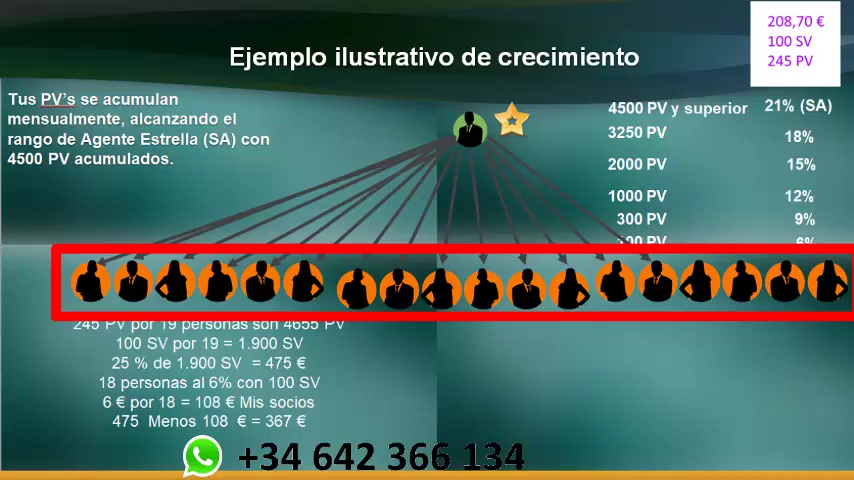 208,70 €
100 SV
245 PV
Ejemplo ilustrativo de crecimiento
Tus PV's se acumulan
mensualmente, alcanzando el
rango de Agente Estrella (SA) con
4500 PV acumulados.
4500 PV y superior 21% (SA)
3250 PV 18%
2000 PV 15%
1000 PV 12%
300 PV 9%
100 PV 6%
245 PV por 19 personas son 4655 PV
100 SV por 19 = 1.900 SV
25 % de 1.900 SV = 475 €
18 personas al 6% con 100 SV
6 € por 18 = 108 € Mis socios
475 Menos 108 € = 367 €
+34 642 366 134